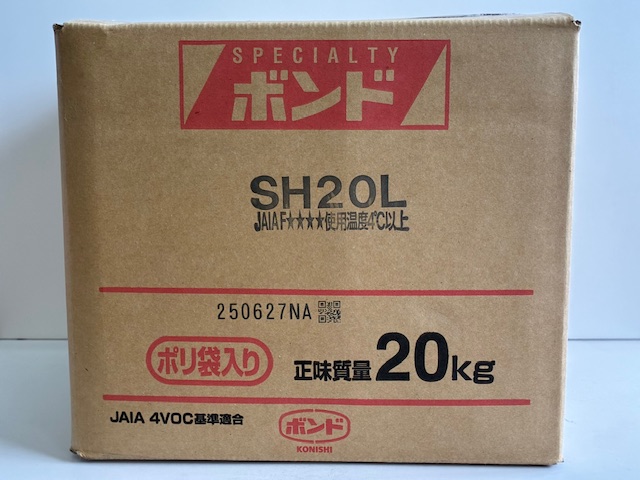 SPECIALTY
ボンド
SH20L
JAIA F★★★★使用温度4℃以上
250627NA
ポリ袋入り
正味質量 20kg
JAIA 4VOC基準適合
ボンド
KONISHI